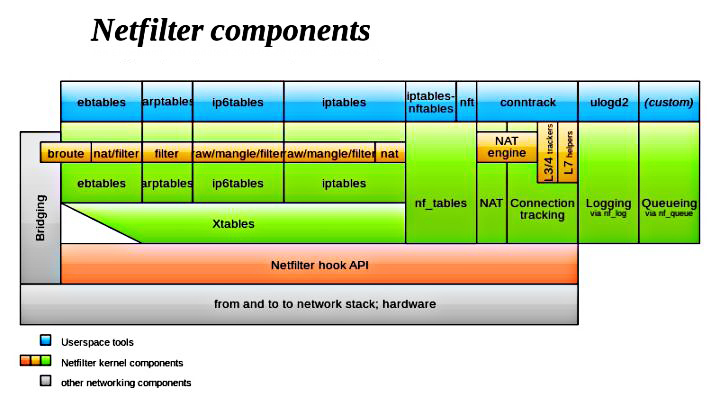 Netfilter components
ebtables
arptables
ip6tables
iptables
iptables-
nftables
nft
conntrack
ulogd2
(custom)
broute
nat/filter
filter
raw/mangle/filter
raw/mangle/filter
nat
NAT
engine
L3/4 trackers
L7 helpers
Bridging
ebtables
arptables
ip6tables
iptables
nf_tables
NAT
Connection
tracking
Logging
via nf_log
Queueing
via nf_queue
Xtables
Netfilter hook API
from and to to network stack; hardware
Userspace tools
Netfilter kernel components
other networking components